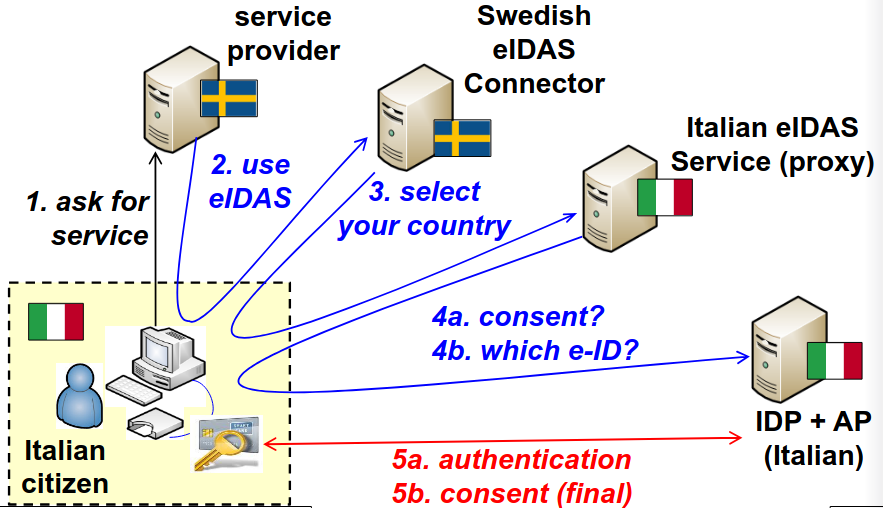 service
provider
Swedish
eIDAS
Connector
Italian eIDAS
Service (proxy)
1. ask for
service
2. use
eIDAS
3. select
your country
4a. consent?
4b. which e-ID?
IDP + AP
(Italian)
Italian
citizen
5a. authentication
5b. consent (final)